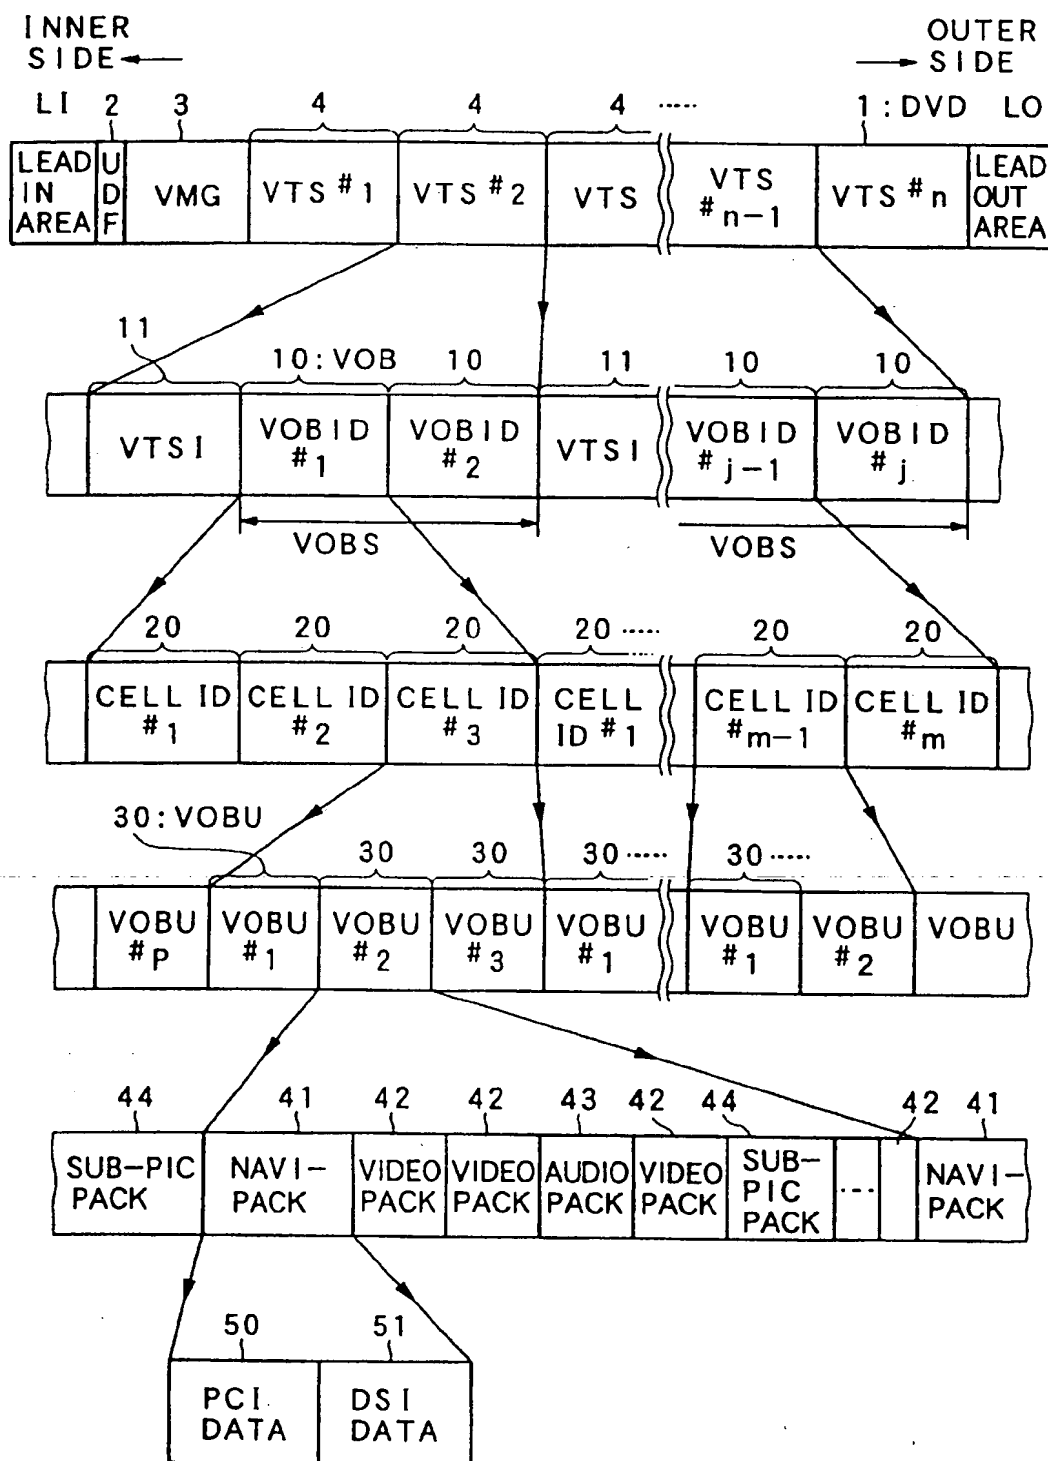 INNER SIDE
OUTER SIDE
LI 2 3 4 4 4 ····· 1:DVD LO
LEAD IN AREA
UDF
VMG
VTS #1
VTS #2
VTS
VTS #n-1
VTS #n
LEAD OUT AREA
11 10:VOB 10 11 10 10
VTSI
VOBID #1
VOBID #2
VTSI
VOBID #j-1
VOBID #j
VOBS
VOBS
20 20 20 20 ····· 20 20
CELL ID #1
CELL ID #2
CELL ID #3
CELL ID #1
CELL ID #m-1
CELL ID #m
30:VOBU 30 30 30 ····· 30 ·····
VOBU #P
VOBU #1
VOBU #2
VOBU #3
VOBU #1
VOBU #1
VOBU #2
VOBU
44 41 42 42 43 42 44 42 41
SUB-PIC PACK
NAVI-PACK
VIDEO PACK
VIDEO PACK
AUDIO PACK
VIDEO PACK
SUB-PIC PACK
···
NAVI-PACK
50 51
PCI DATA
DSI DATA